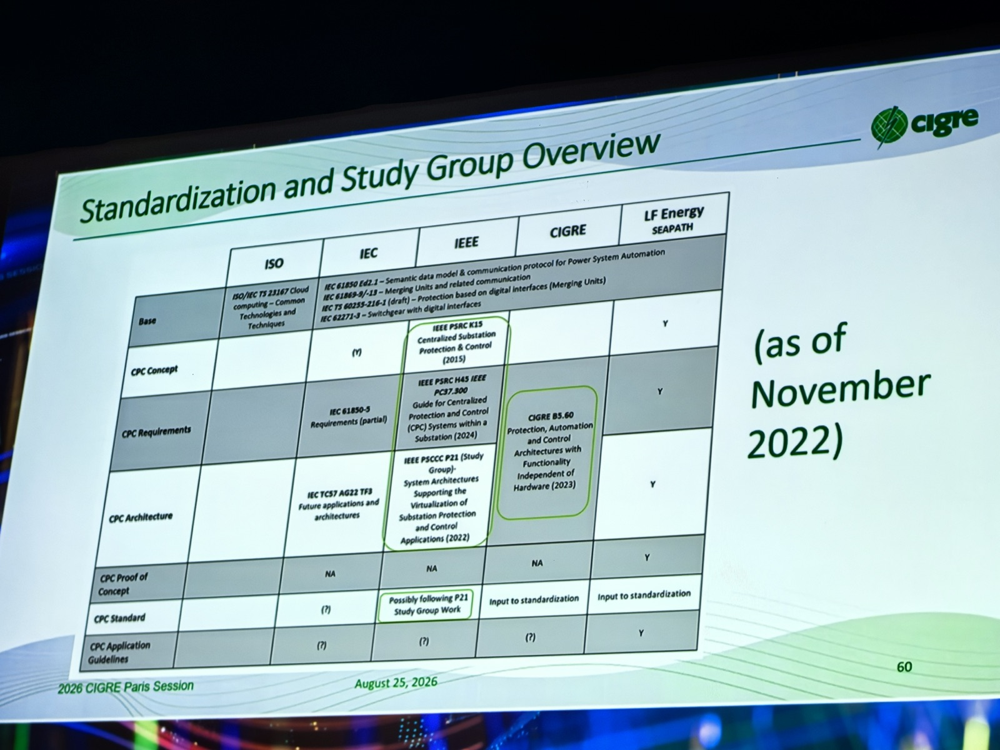 cigre
Standardization and Study Group Overview
ISO
IEC
IEEE
CIGRE
LF Energy
SEAPATH
Base
ISO/IEC TS 23167 Cloud
computing – Common
Technologies and
Techniques
IEC 61850 Ed2.1 – Semantic data model & communication protocol for Power System Automation
IEC 61869-9/-13 – Merging Units and related communication
IEC TS 60255-216-1 (draft) – Protection based on digital interfaces (Merging Units)
IEC 62271-3 – Switchgear with digital interfaces
CPC Concept
(Y)
IEEE PSRC K15
Centralized Substation
Protection & Control
(2015)
Y
CPC Requirements
IEC 61850-5
Requirements (partial)
IEEE PSRC H45 IEEE
PC37.300
Guide for Centralized
Protection and Control
(CPC) Systems within a
Substation (2024)
CIGRE B5.60
Protection, Automation
and Control
Architectures with
Functionality
Independent of
Hardware (2023)
Y
CPC Architecture
IEC TC57 AG22 TF3
Future applications and
architectures
IEEE PSCCC P21 (Study
Group)-
System Architectures
Supporting the
Virtualization of
Substation Protection
and Control
Applications (2022)
Y
CPC Proof of
Concept
NA
NA
NA
Y
CPC Standard
(?)
Possibly following P21
Study Group Work
Input to standardization
Input to standardization
CPC Application
Guidelines
(?)
(?)
(?)
Y
(as of
November
2022)
2026 CIGRE Paris Session
August 25, 2026
60